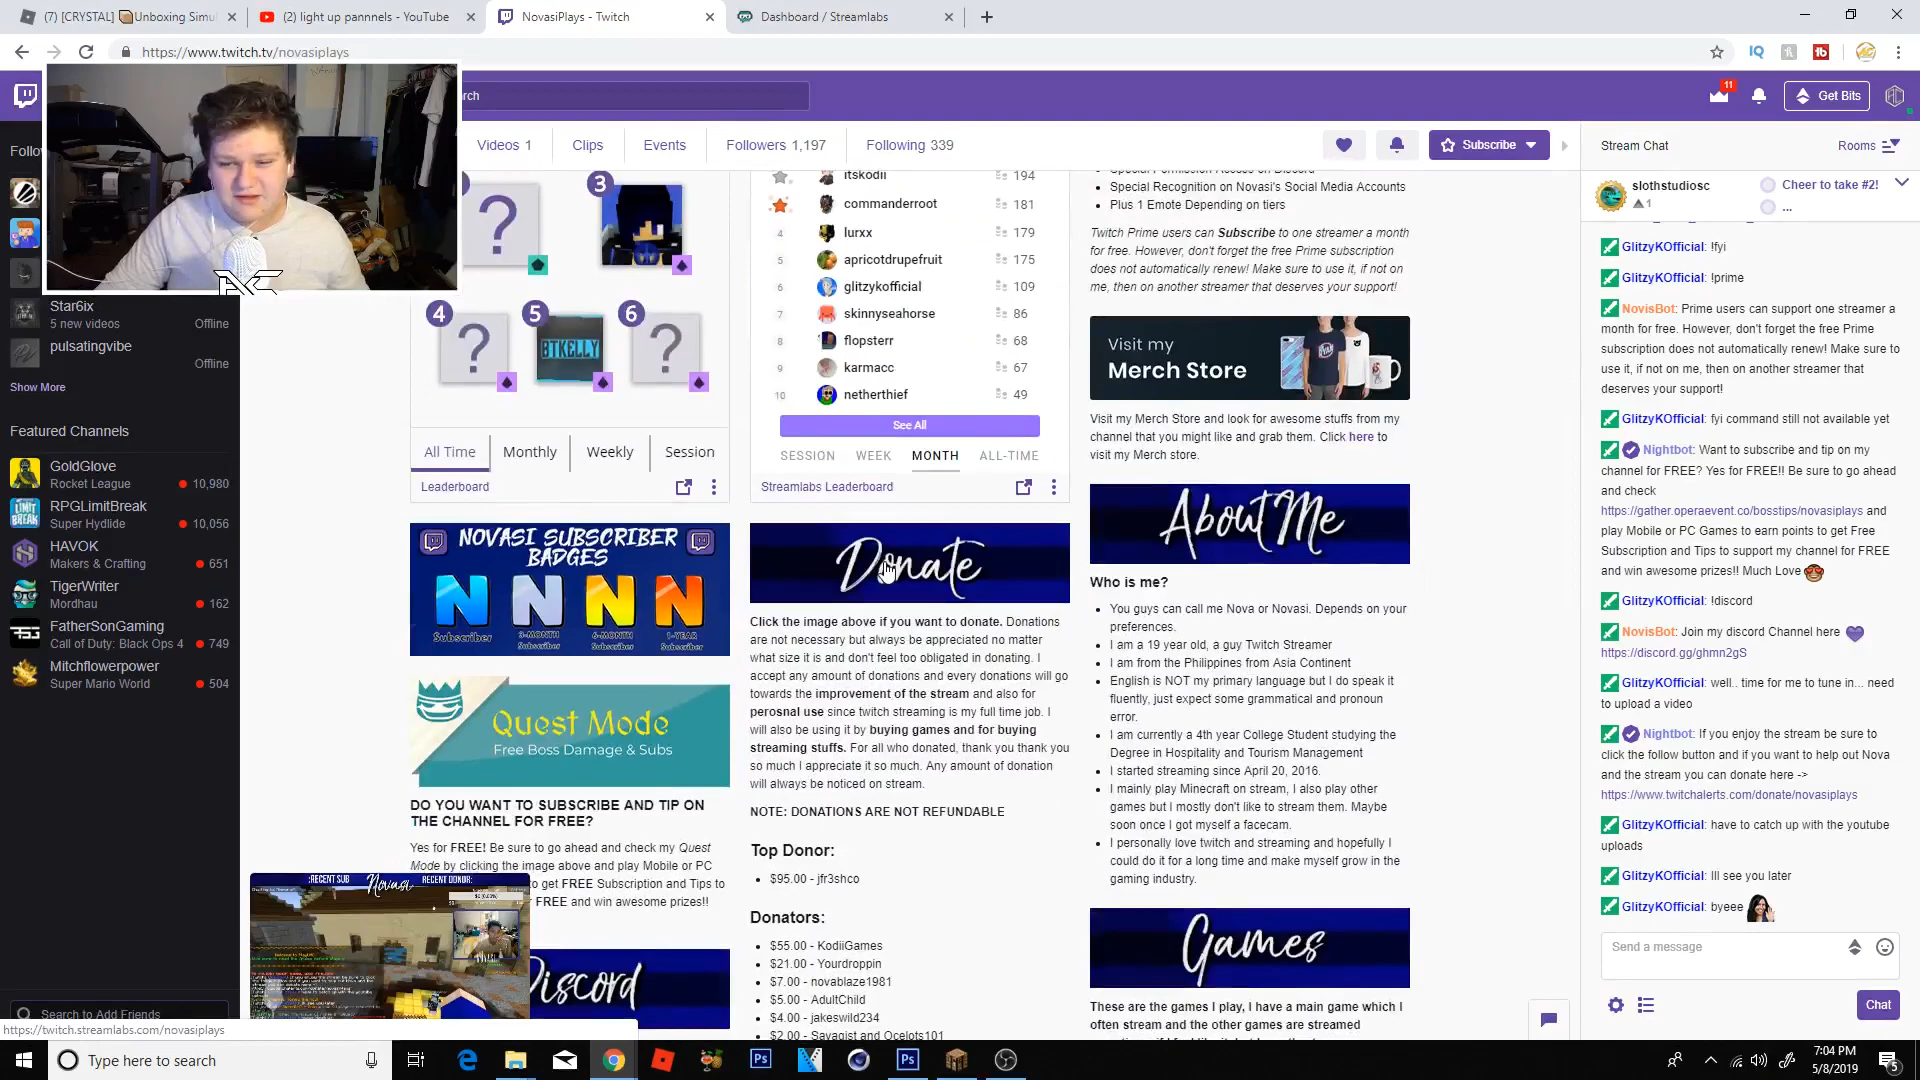 (7) [CRYSTAL] Unboxing Simu
(2) light up pannnels - YouTube
NovasiPlays - Twitch
Dashboard / Streamlabs
https://www.twitch.tv/novasiplays
IQ
tb
rch
11
Get Bits
Follo
Videos 1
Clips
Events
Followers 1,197
Following 339
Subscribe
Stream Chat
Rooms
Star6ix
5 new videos
Offline
pulsatingvibe
Offline
Show More
Featured Channels
GoldGlove
Rocket League
10,980
RPGLimitBreak
Super Hydlide
10,056
HAVOK
Makers & Crafting
651
TigerWriter
Mordhau
162
FatherSonGaming
Call of Duty: Black Ops 4
749
Mitchflowerpower
Super Mario World
504
Search to Add Friends
https://twitch.streamlabs.com/novasiplays
3
4
5
6
BTKELLY
All Time
Monthly
Weekly
Session
Leaderboard
NOVASI SUBSCRIBER
BADGES
N N N N
Subscriber
3-MONTH
Subscriber
6-MONTH
Subscriber
1-YEAR
Subscriber
Quest Mode
Free Boss Damage & Subs
DO YOU WANT TO SUBSCRIBE AND TIP ON
THE CHANNEL FOR FREE?
Yes for FREE! Be sure to go ahead and check my Quest
Mode by clicking the image above and play Mobile or PC
to get FREE Subscription and Tips to
FREE and win awesome prizes!!
:RECENT SUB
Novasi
RECENT DONOR:
Discord
itskodii
194
commanderroot
181
4
lurxx
179
5
apricotdrupefruit
175
6
glitzykofficial
109
7
skinnyseahorse
86
8
flopsterr
68
9
karmacc
67
10
netherthief
49
See All
SESSION
WEEK
MONTH
ALL-TIME
Streamlabs Leaderboard
Donate
Click the image above if you want to donate. Donations
are not necessary but always be appreciated no matter
what size it is and don't feel too obligated in donating. I
accept any amount of donations and every donations will go
towards the improvement of the stream and also for
perosnal use since twitch streaming is my full time job. I
will also be using it by buying games and for buying
streaming stuffs. For all who donated, thank you thank you
so much I appreciate it so much. Any amount of donation
will always be noticed on stream.
NOTE: DONATIONS ARE NOT REFUNDABLE
Top Donor:
$95.00 - jfr3shco
Donators:
$55.00 - KodiiGames
$21.00 - Yourdroppin
$7.00 - novablaze1981
$5.00 - AdultChild
$4.00 - jakeswild234
$2.00 - Savagist and Ocelots101
Special Permission Access on Discord
Special Recognition on Novasi's Social Media Accounts
Plus 1 Emote Depending on tiers
Twitch Prime users can Subscribe to one streamer a month
for free. However, don't forget the free Prime subscription
does not automatically renew! Make sure to use it, if not on
me, then on another streamer that deserves your support!
Visit my
Merch Store
Visit my Merch Store and look for awesome stuffs from my
channel that you might like and grab them. Click here to
visit my Merch store.
About Me
Who is me?
You guys can call me Nova or Novasi. Depends on your
preferences.
I am a 19 year old, a guy Twitch Streamer
I am from the Philippines from Asia Continent
English is NOT my primary language but I do speak it
fluently, just expect some grammatical and pronoun
error.
I am currently a 4th year College Student studying the
Degree in Hospitality and Tourism Management
I started streaming since April 20, 2016.
I mainly play Minecraft on stream, I also play other
games but I mostly don't like to stream them. Maybe
soon once I got myself a facecam.
I personally love twitch and streaming and hopefully I
could do it for a long time and make myself grow in the
gaming industry.
Games
These are the games I play, I have a main game which I
often stream and the other games are streamed
slothstudiosc
1
Cheer to take #2!
...
GlitzyKOfficial: !fyi
GlitzyKOfficial: !prime
NovisBot: Prime users can support one streamer a
month for free. However, don't forget the free Prime
subscription does not automatically renew! Make sure to
use it, if not on me, then on another streamer that
deserves your support!
GlitzyKOfficial: fyi command still not available yet
Nightbot: Want to subscribe and tip on my
channel for FREE? Yes for FREE!! Be sure to go ahead
and check
https://gather.operaevent.co/bosstips/novasiplays and
play Mobile or PC Games to earn points to get Free
Subscription and Tips to support my channel for FREE
and win awesome prizes!! Much Love
GlitzyKOfficial: !discord
NovisBot: Join my discord Channel here
https://discord.gg/ghmn2gS
GlitzyKOfficial: well.. time for me to tune in... need
to upload a video
Nightbot: If you enjoy the stream be sure to
click the follow button and if you want to help out Nova
and the stream you can donate here ->
https://www.twitchalerts.com/donate/novasiplays
GlitzyKOfficial: have to catch up with the youtube
uploads
GlitzyKOfficial: Ill see you later
GlitzyKOfficial: byeee
Send a message
Chat
Type here to search
7:04 PM
5/8/2019
5